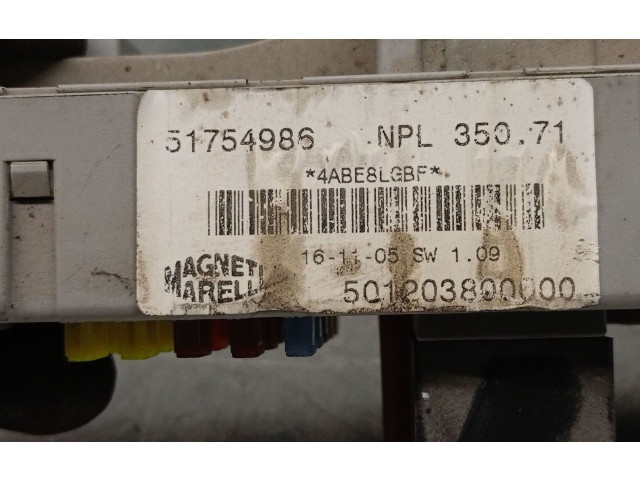 51754986 NPL 350.71
*4ABE8LGBF*
16-11-05 SW 1.09
MAGNETI
MARELLI
501203800000